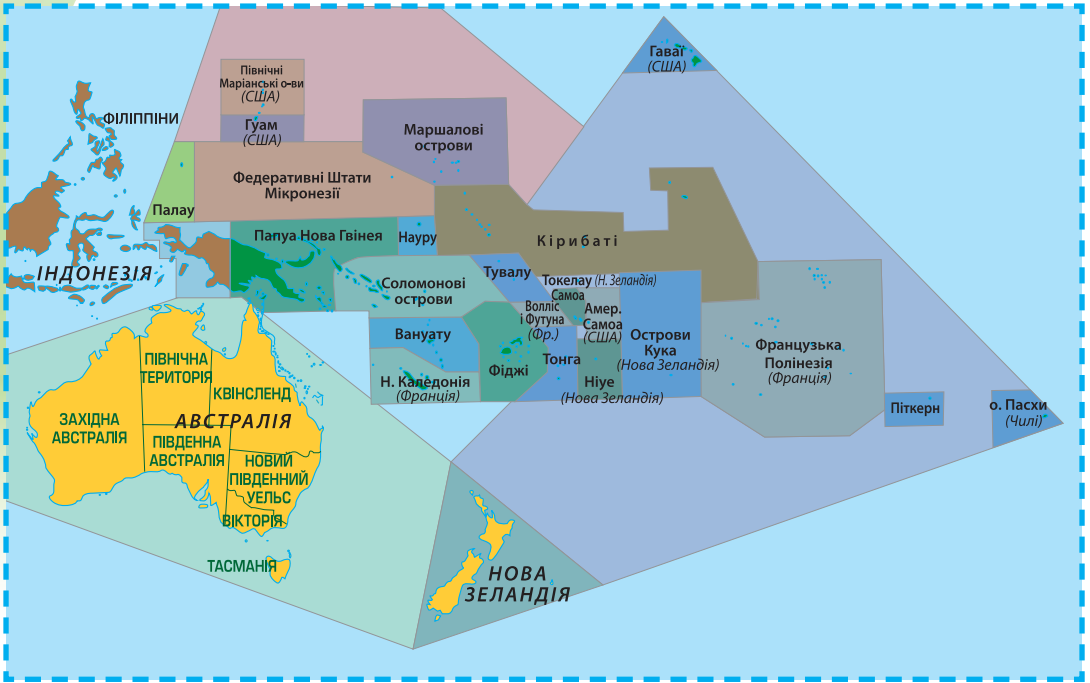 Гаваї
(США)
Північні
Маріанські о–ви
(США)
ФІЛІППІНИ
Гуам
(США)
Маршалові
острови
Федеративні Штати
Мікронезії
Палау
Папуа Нова Гвінея
Науру
Кірибаті
ІНДОНЕЗІЯ
Соломонові
острови
Тувалу
Токелау (Н. Зеландія)
Самоа
Волліс
і Футуна
(Фр.)
Амер.
Самоа
(США)
Вануату
Острови
Кука
(Нова Зеландія)
Французька
Полінезія
(Франція)
Фіджі
Тонга
Н. Каледонія
(Франція)
Ніуе
(Нова Зеландія)
Піткерн
о. Пасхи
(Чилі)
ПІВНІЧНА
ТЕРИТОРІЯ
КВІНСЛЕНД
ЗАХІДНА
АВСТРАЛІЯ
АВСТРАЛІЯ
ПІВДЕННА
АВСТРАЛІЯ
НОВИЙ
ПІВДЕННИЙ
УЕЛЬС
ВІКТОРІЯ
ТАСМАНІЯ
НОВА
ЗЕЛАНДІЯ